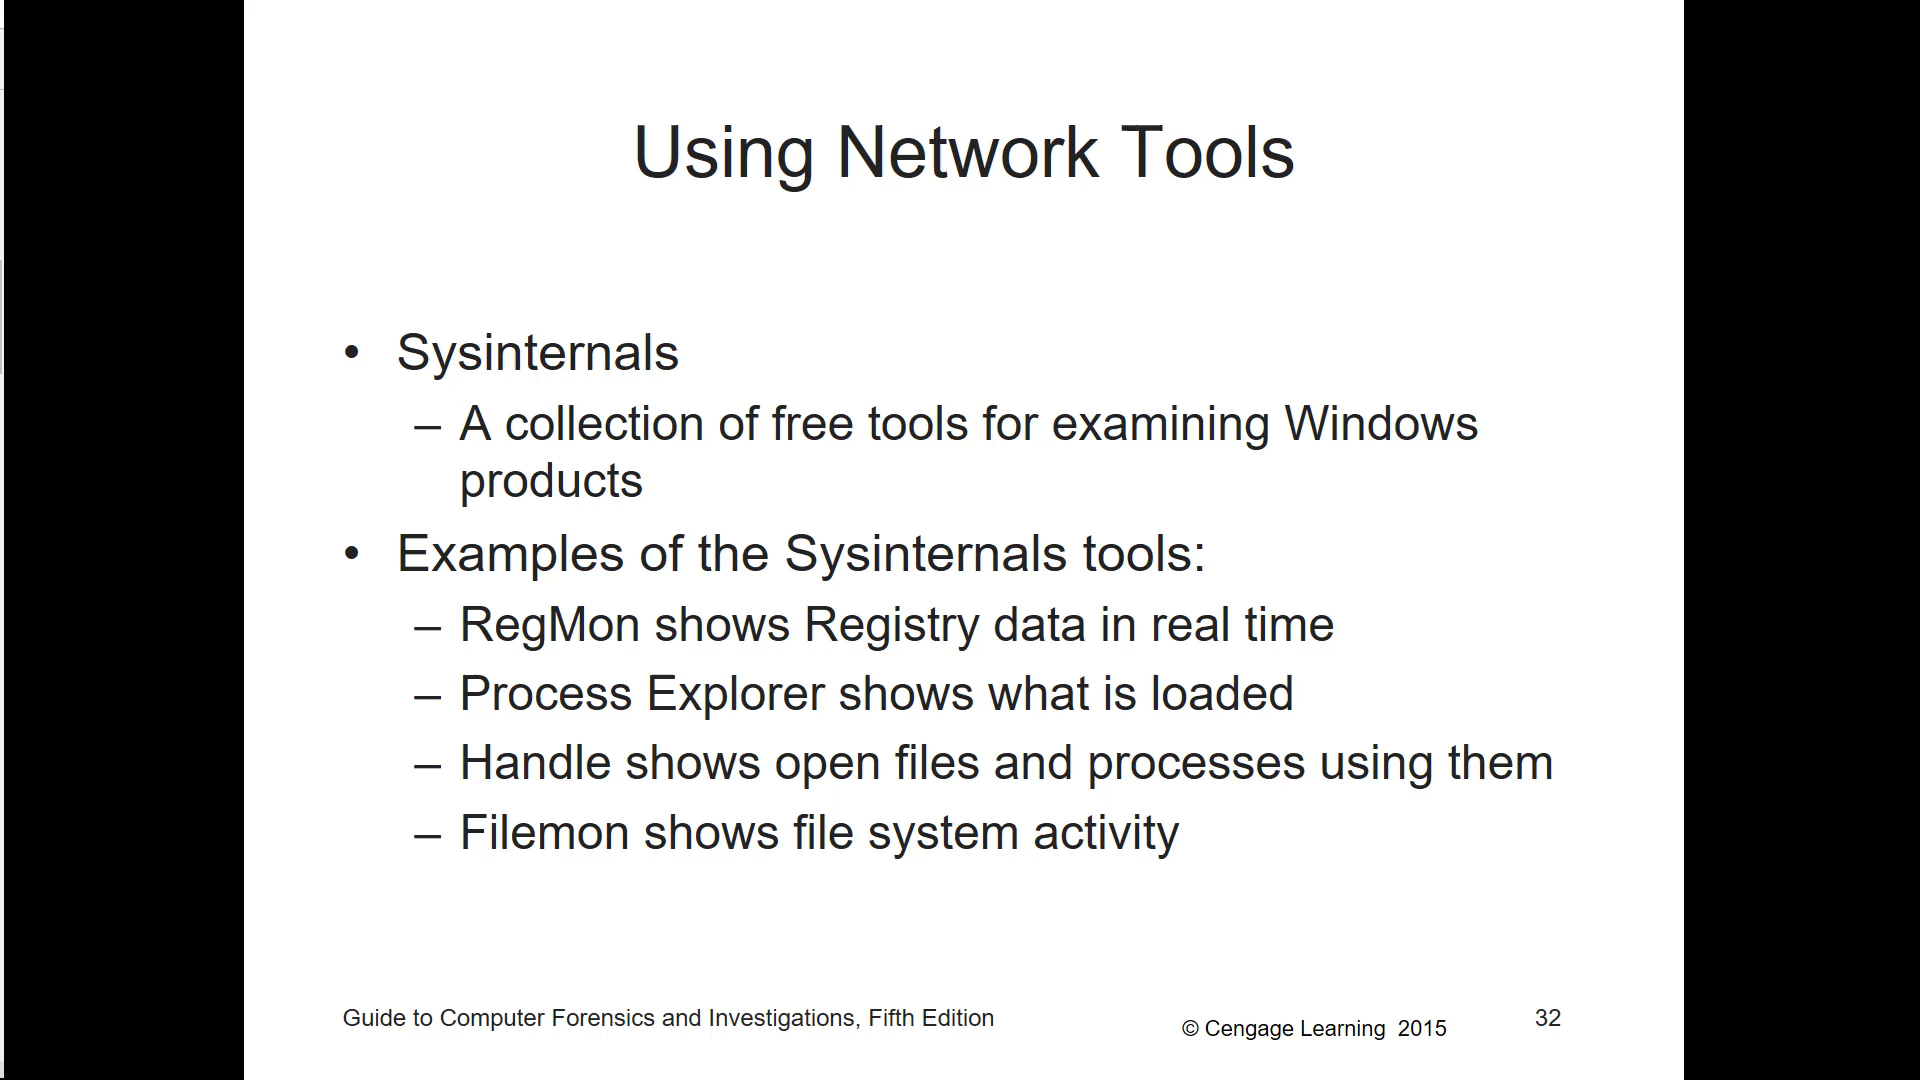 Using Network Tools
• Sysinternals
– A collection of free tools for examining Windows
products
• Examples of the Sysinternals tools:
– RegMon shows Registry data in real time
– Process Explorer shows what is loaded
– Handle shows open files and processes using them
– Filemon shows file system activity
Guide to Computer Forensics and Investigations, Fifth Edition
© Cengage Learning 2015
32